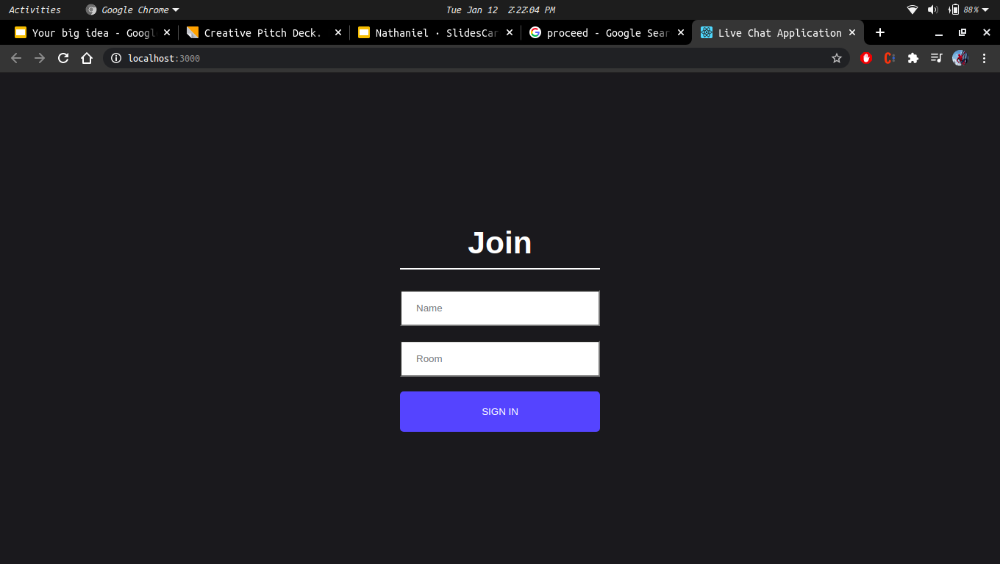 Activities Google Chrome Tue Jan 12 2:22:04 PM 88%
Your big idea - Googl Creative Pitch Deck. Nathaniel · SlidesCar proceed - Google Sear Live Chat Application
localhost:3000
Join
Name
Room
SIGN IN